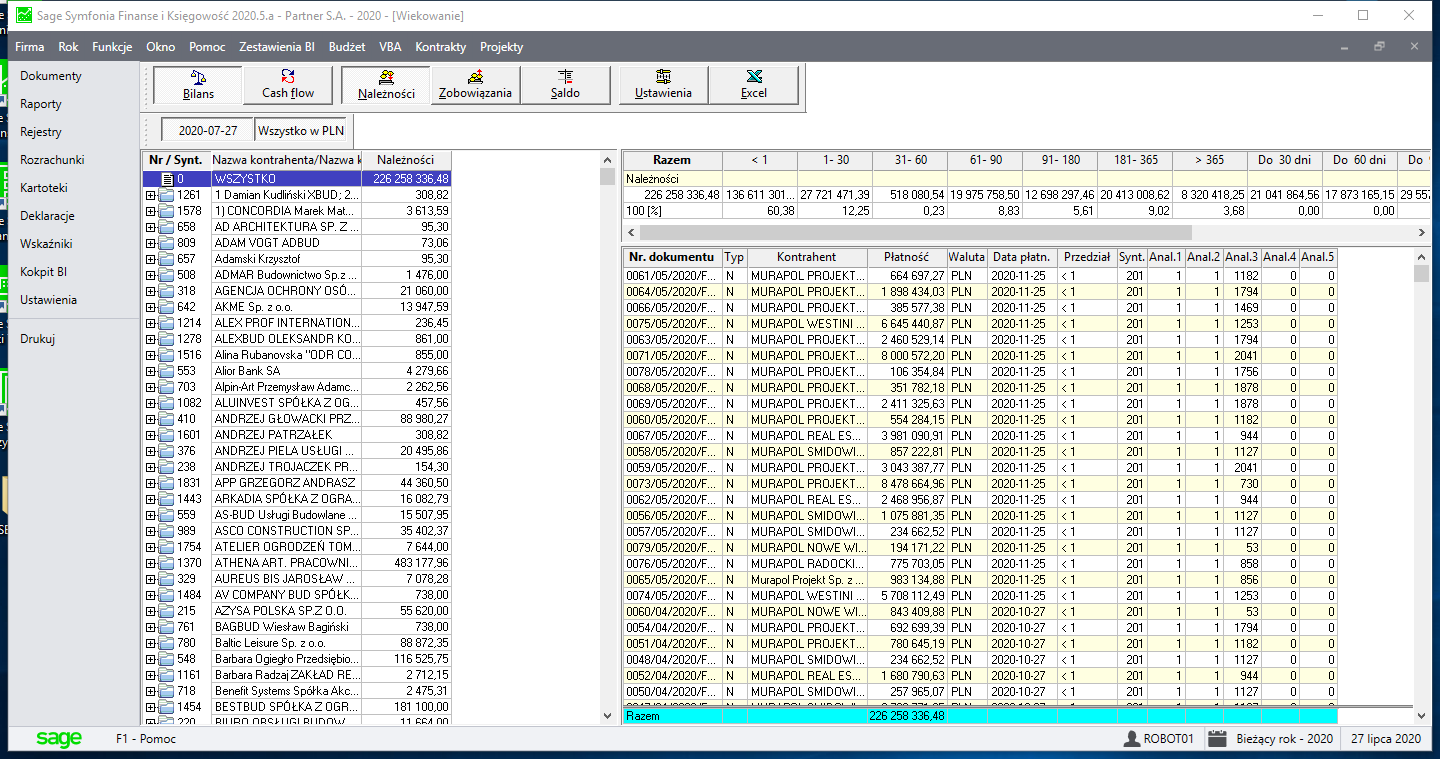 Sage Symfonia Finanse i Księgowość 2020.5.a - Partner S.A. - 2020 - [Wiekowanie]
Firma Rok Funkcje Okno Pomoc Zestawienia BI Budżet VBA Kontrakty Projekty
Dokumenty
Raporty
Rejestry
Rozrachunki
Kartoteki
Deklaracje
Wskaźniki
Kokpit BI
Ustawienia
Drukuj
Bilans Cash flow Należności Zobowiązania Saldo Ustawienia Excel
2020-07-27 Wszystko w PLN
Nr / Synt. Nazwa kontrahenta/Nazwa k Należności
0 WSZYSTKO 226 258 336,48
1261 1 Damian Kudliński XBUD; 2... 308,82
1578 1) CONCORDIA Marek Mat... 3 613,59
658 AD ARCHITEKTURA SP. Z ... 95,30
809 ADAM VOGT ADBUD 73,06
657 Adamski Krzysztof 95,30
508 ADMAR Budownictwo Sp.z ... 1 476,00
318 AGENCJA OCHRONY OSÓ... 21 060,00
642 AKME Sp. z o.o. 13 947,59
1214 ALEX PROF INTERNATION... 236,45
1278 ALEXBUD OLEKSANDR KO... 861,00
1516 Alina Rubanovska "ODR CO... 855,00
553 Alior Bank SA 4 279,66
703 Alpin-Art Przemysław Adamc... 2 262,56
1082 ALUINVEST SPÓŁKA Z OG... 457,56
410 ANDRZEJ GŁOWACKI PRZ... 88 980,27
1601 ANDRZEJ PATRZAŁEK 308,82
376 ANDRZEJ PIELA USŁUGI ... 20 495,86
238 ANDRZEJ TROJACZEK PR... 154,30
1831 APP GRZEGORZ ANDRASZ 44 360,50
1443 ARKADIA SPÓŁKA Z OGRA... 16 082,79
559 AS-BUD Usługi Budowlane ... 15 507,95
989 ASCO CONSTRUCTION SP... 35 402,37
1754 ATELIER OGRODZEŃ TOM... 7 644,00
1370 ATHENA ART. PRACOWNI... 483 177,96
329 AUREUS BIS JAROSŁAW ... 7 078,28
1484 AV COMPANY BUD SPÓŁK... 738,00
215 AZYSA POLSKA SP.Z O.O. 55 620,00
761 BAGBUD Wiesław Bagiński 738,00
780 Baltic Leisure Sp. z o.o. 88 872,35
548 Barbara Ogiegło Przedsiębio... 116 525,75
1161 Barbara Radzaj ZAKŁAD RE... 2 712,15
718 Benefit Systems Spółka Akc... 2 475,31
1454 BESTBUD SPÓŁKA Z OGR... 181 100,00
220 BIURO OBSŁUGI BUDOW... 11 664,00
Razem < 1 1- 30 31- 60 61- 90 91- 180 181- 365 > 365 Do 30 dni Do 60 dni Do
Należności
226 258 336,48 136 611 301... 27 721 471,39 518 080,54 19 975 758,50 12 698 297,46 20 413 008,62 8 320 418,25 21 041 864,56 17 873 165,15 29 557
100 [%] 60,38 12,25 0,23 8,83 5,61 9,02 3,68 0,00 0,00
Nr. dokumentu Typ Kontrahent Płatność Waluta Data płatn. Przedział Synt. Anal.1 Anal.2 Anal.3 Anal.4 Anal.5
0061/05/2020/F... N MURAPOL PROJEKT... 664 697,27 PLN 2020-11-25 < 1 201 1 1 1182 0 0
0064/05/2020/F... N MURAPOL PROJEKT... 1 898 434,03 PLN 2020-11-25 < 1 201 1 1 1794 0 0
0066/05/2020/F... N MURAPOL PROJEKT... 385 577,38 PLN 2020-11-25 < 1 201 1 1 1469 0 0
0075/05/2020/F... N MURAPOL WESTINI ... 6 645 440,87 PLN 2020-11-25 < 1 201 1 1 1253 0 0
0063/05/2020/F... N MURAPOL PROJEKT... 2 460 529,14 PLN 2020-11-25 < 1 201 1 1 1794 0 0
0071/05/2020/F... N MURAPOL PROJEKT... 8 000 572,20 PLN 2020-11-25 < 1 201 1 1 2041 0 0
0078/05/2020/F... N MURAPOL PROJEKT... 106 354,84 PLN 2020-11-25 < 1 201 1 1 1756 0 0
0068/05/2020/F... N MURAPOL PROJEKT... 351 782,18 PLN 2020-11-25 < 1 201 1 1 1878 0 0
0069/05/2020/F... N MURAPOL PROJEKT... 2 411 325,63 PLN 2020-11-25 < 1 201 1 1 1878 0 0
0060/05/2020/F... N MURAPOL PROJEKT... 554 284,15 PLN 2020-11-25 < 1 201 1 1 1182 0 0
0067/05/2020/F... N MURAPOL REAL ES... 3 981 090,91 PLN 2020-11-25 < 1 201 1 1 944 0 0
0058/05/2020/F... N MURAPOL SMIDOWI... 857 222,81 PLN 2020-11-25 < 1 201 1 1 1127 0 0
0059/05/2020/F... N MURAPOL PROJEKT... 3 043 387,77 PLN 2020-11-25 < 1 201 1 1 2041 0 0
0073/05/2020/F... N MURAPOL PROJEKT... 8 478 664,96 PLN 2020-11-25 < 1 201 1 1 730 0 0
0062/05/2020/F... N MURAPOL REAL ES... 2 468 956,87 PLN 2020-11-25 < 1 201 1 1 944 0 0
0056/05/2020/F... N MURAPOL SMIDOWI... 1 075 881,35 PLN 2020-11-25 < 1 201 1 1 1127 0 0
0057/05/2020/F... N MURAPOL SMIDOWI... 234 662,52 PLN 2020-11-25 < 1 201 1 1 1127 0 0
0079/05/2020/F... N MURAPOL NOWE WI... 194 171,22 PLN 2020-11-25 < 1 201 1 1 53 0 0
0076/05/2020/F... N MURAPOL RADOCKI... 775 703,05 PLN 2020-11-25 < 1 201 1 1 858 0 0
0065/05/2020/F... N Murapol Projekt Sp. z ... 983 134,88 PLN 2020-11-25 < 1 201 1 1 856 0 0
0074/05/2020/F... N MURAPOL WESTINI ... 5 708 112,49 PLN 2020-11-25 < 1 201 1 1 1253 0 0
0060/04/2020/F... N MURAPOL NOWE WI... 843 409,88 PLN 2020-10-27 < 1 201 1 1 53 0 0
0054/04/2020/F... N MURAPOL PROJEKT... 692 699,39 PLN 2020-10-27 < 1 201 1 1 1794 0 0
0051/04/2020/F... N MURAPOL PROJEKT... 780 645,19 PLN 2020-10-27 < 1 201 1 1 1182 0 0
0048/04/2020/F... N MURAPOL SMIDOWI... 234 662,52 PLN 2020-10-27 < 1 201 1 1 1127 0 0
0052/04/2020/F... N MURAPOL REAL ES... 1 680 790,63 PLN 2020-10-27 < 1 201 1 1 944 0 0
0050/04/2020/F... N MURAPOL SMIDOWI... 257 965,07 PLN 2020-10-27 < 1 201 1 1 1127 0 0
Razem 226 258 336,48
sage F1 - Pomoc ROBOT01 Bieżący rok - 2020 27 lipca 2020